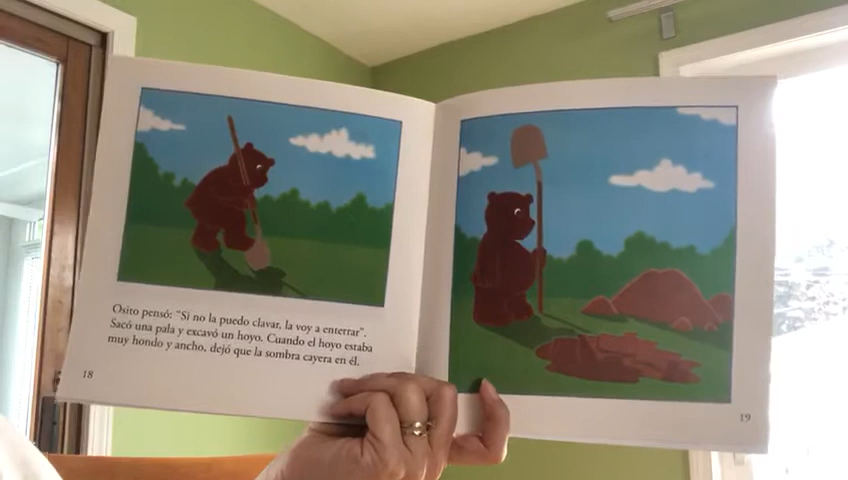 Osito pensó: "Si no la puedo clavar, la voy a enterrar".
Sacó una pala y excavó un hoyo. Cuando el hoyo estaba
muy hondo y ancho, dejó que la sombra cayera en él.
18
19